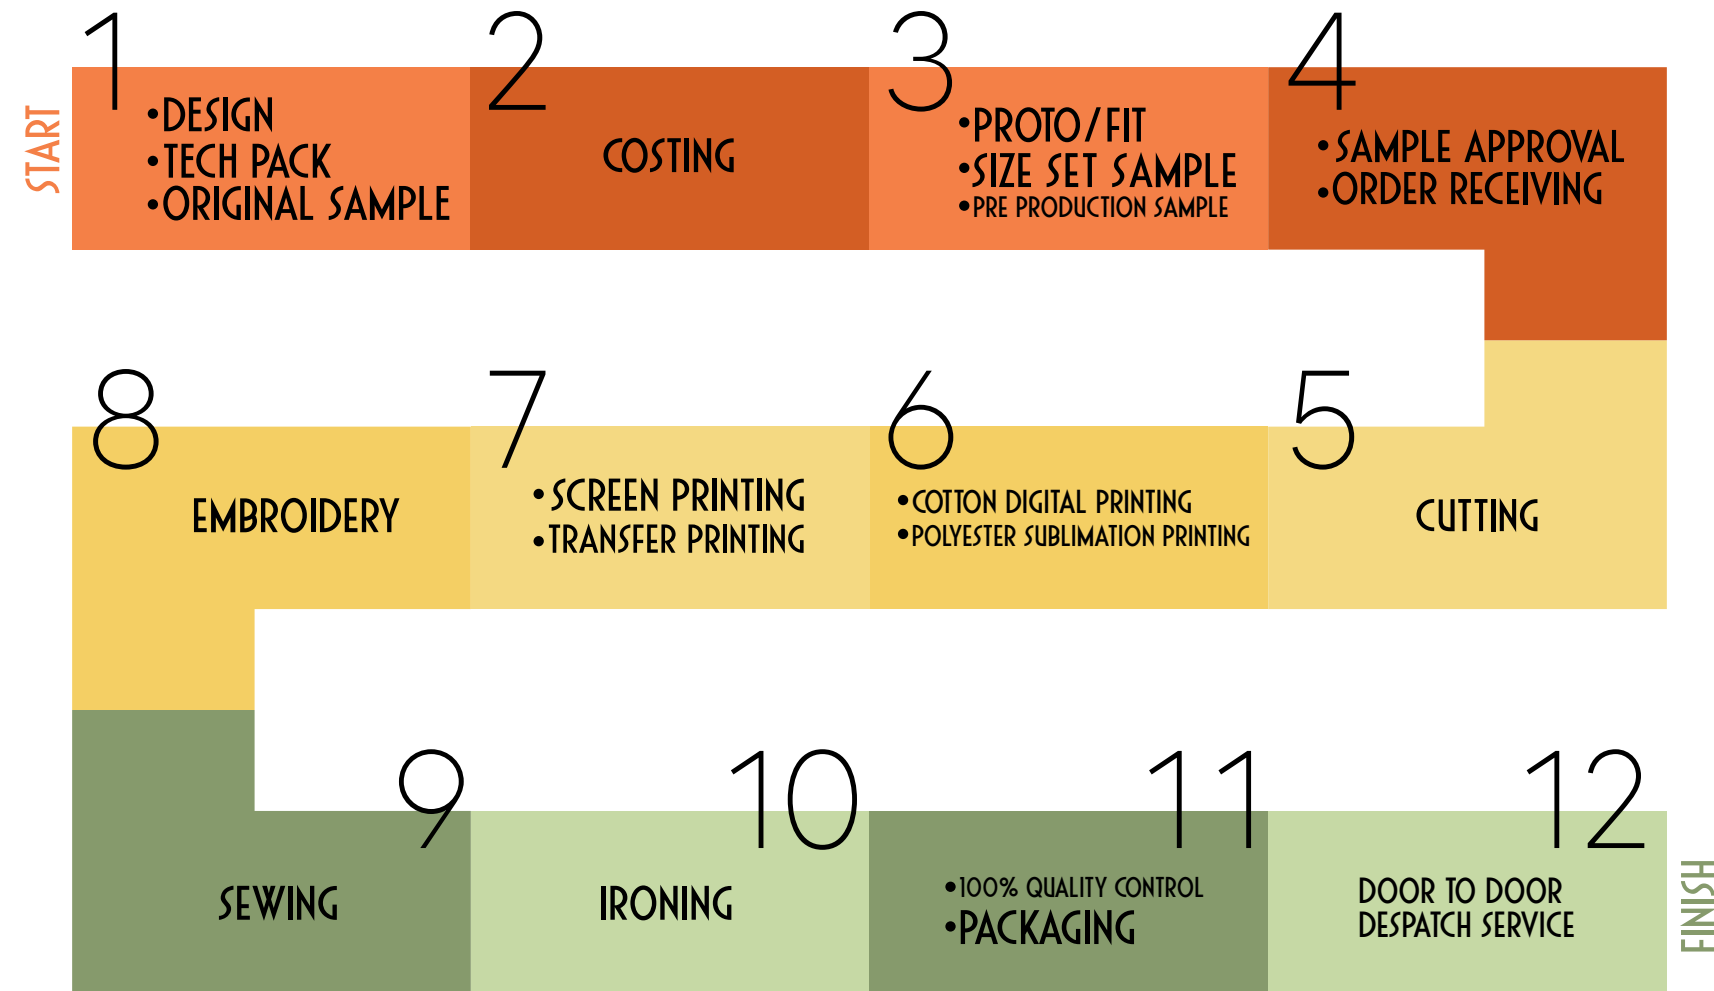 START
1
•DESIGN
•TECH PACK
•ORIGINAL SAMPLE
2
COSTING
3
•PROTO/FIT
•SIZE SET SAMPLE
•PRE PRODUCTION SAMPLE
4
•SAMPLE APPROVAL
•ORDER RECEIVING
5
CUTTING
6
•COTTON DIGITAL PRINTING
•POLYESTER SUBLIMATION PRINTING
7
•SCREEN PRINTING
•TRANSFER PRINTING
8
EMBROIDERY
9
SEWING
10
IRONING
11
•100% QUALITY CONTROL
•PACKAGING
12
DOOR TO DOOR
DESPATCH SERVICE
FINISH